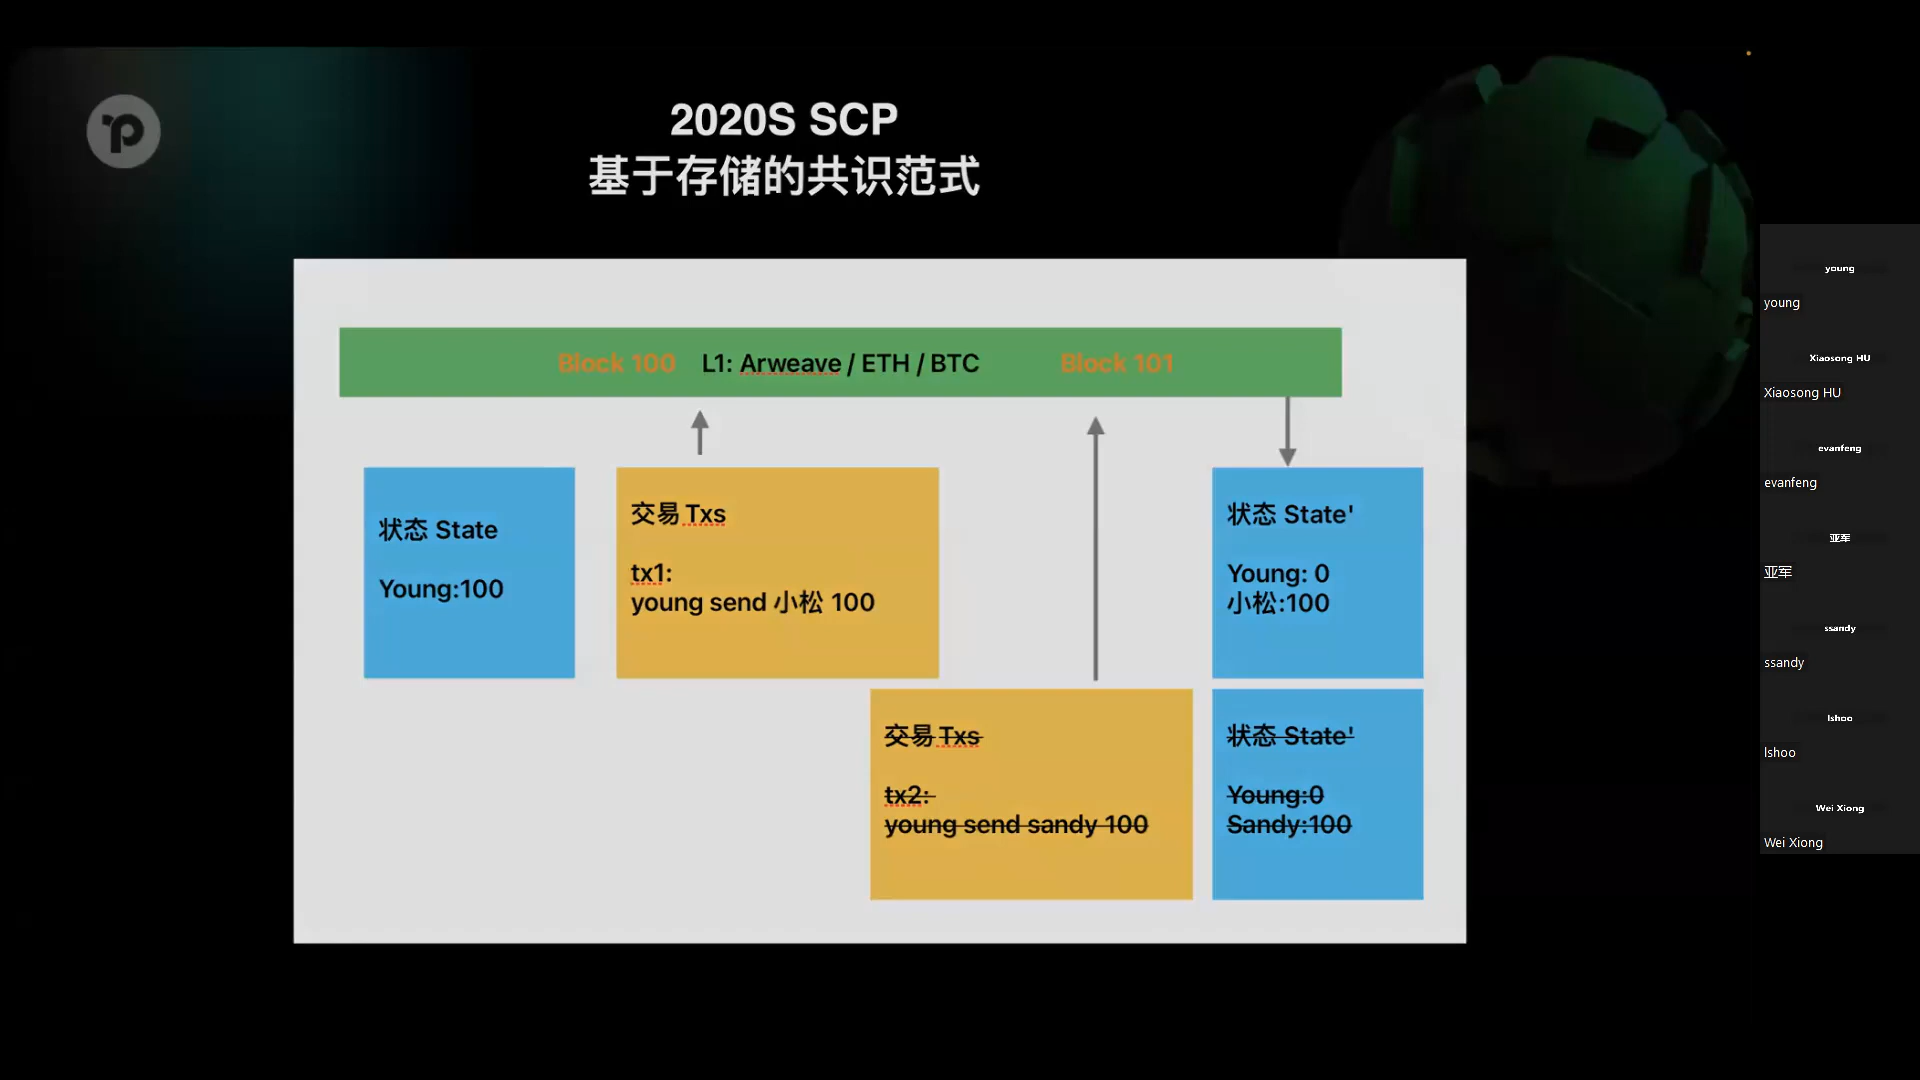 2020S SCP
基于存储的共识范式
Block 100
L1: Arweave / ETH / BTC
Block 101
状态 State
Young:100
交易 Txs
tx1:
young send 小松 100
状态 State'
Young: 0
小松:100
交易 Txs
tx2:
young send sandy 100
状态 State'
Young:0
Sandy:100
young
young
Xiaosong HU
Xiaosong HU
evanfeng
evanfeng
亚军
亚军
ssandy
ssandy
lshoo
lshoo
Wei Xiong
Wei Xiong